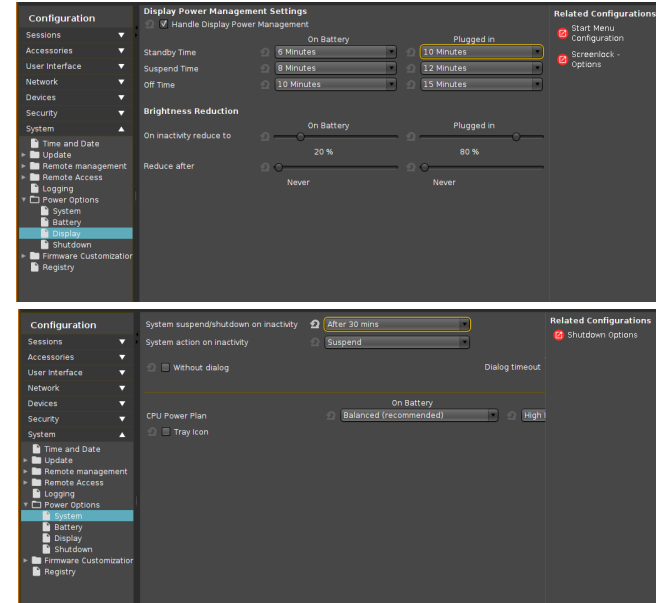 Configuration
Sessions
Accessories
User Interface
Network
Devices
Security
System
Time and Date
Update
Remote management
Remote Access
Logging
Power Options
System
Battery
Display
Shutdown
Firmware Customization
Registry
Display Power Management Settings
Handle Display Power Management
On Battery Plugged in
Standby Time 6 Minutes 10 Minutes
Suspend Time 8 Minutes 12 Minutes
Off Time 10 Minutes 15 Minutes
Brightness Reduction
On Battery Plugged in
On inactivity reduce to
20 % 80 %
Reduce after
Never Never
Related Configurations
Start Menu
Configuration
Screenlock -
Options
Configuration
Sessions
Accessories
User Interface
Network
Devices
Security
System
Time and Date
Update
Remote management
Remote Access
Logging
Power Options
System
Battery
Display
Shutdown
Firmware Customization
Registry
System suspend/shutdown on inactivity After 30 mins
System action on inactivity Suspend
Without dialog Dialog timeout
On Battery
CPU Power Plan Balanced (recommended) High
Tray Icon
Related Configurations
Shutdown Options